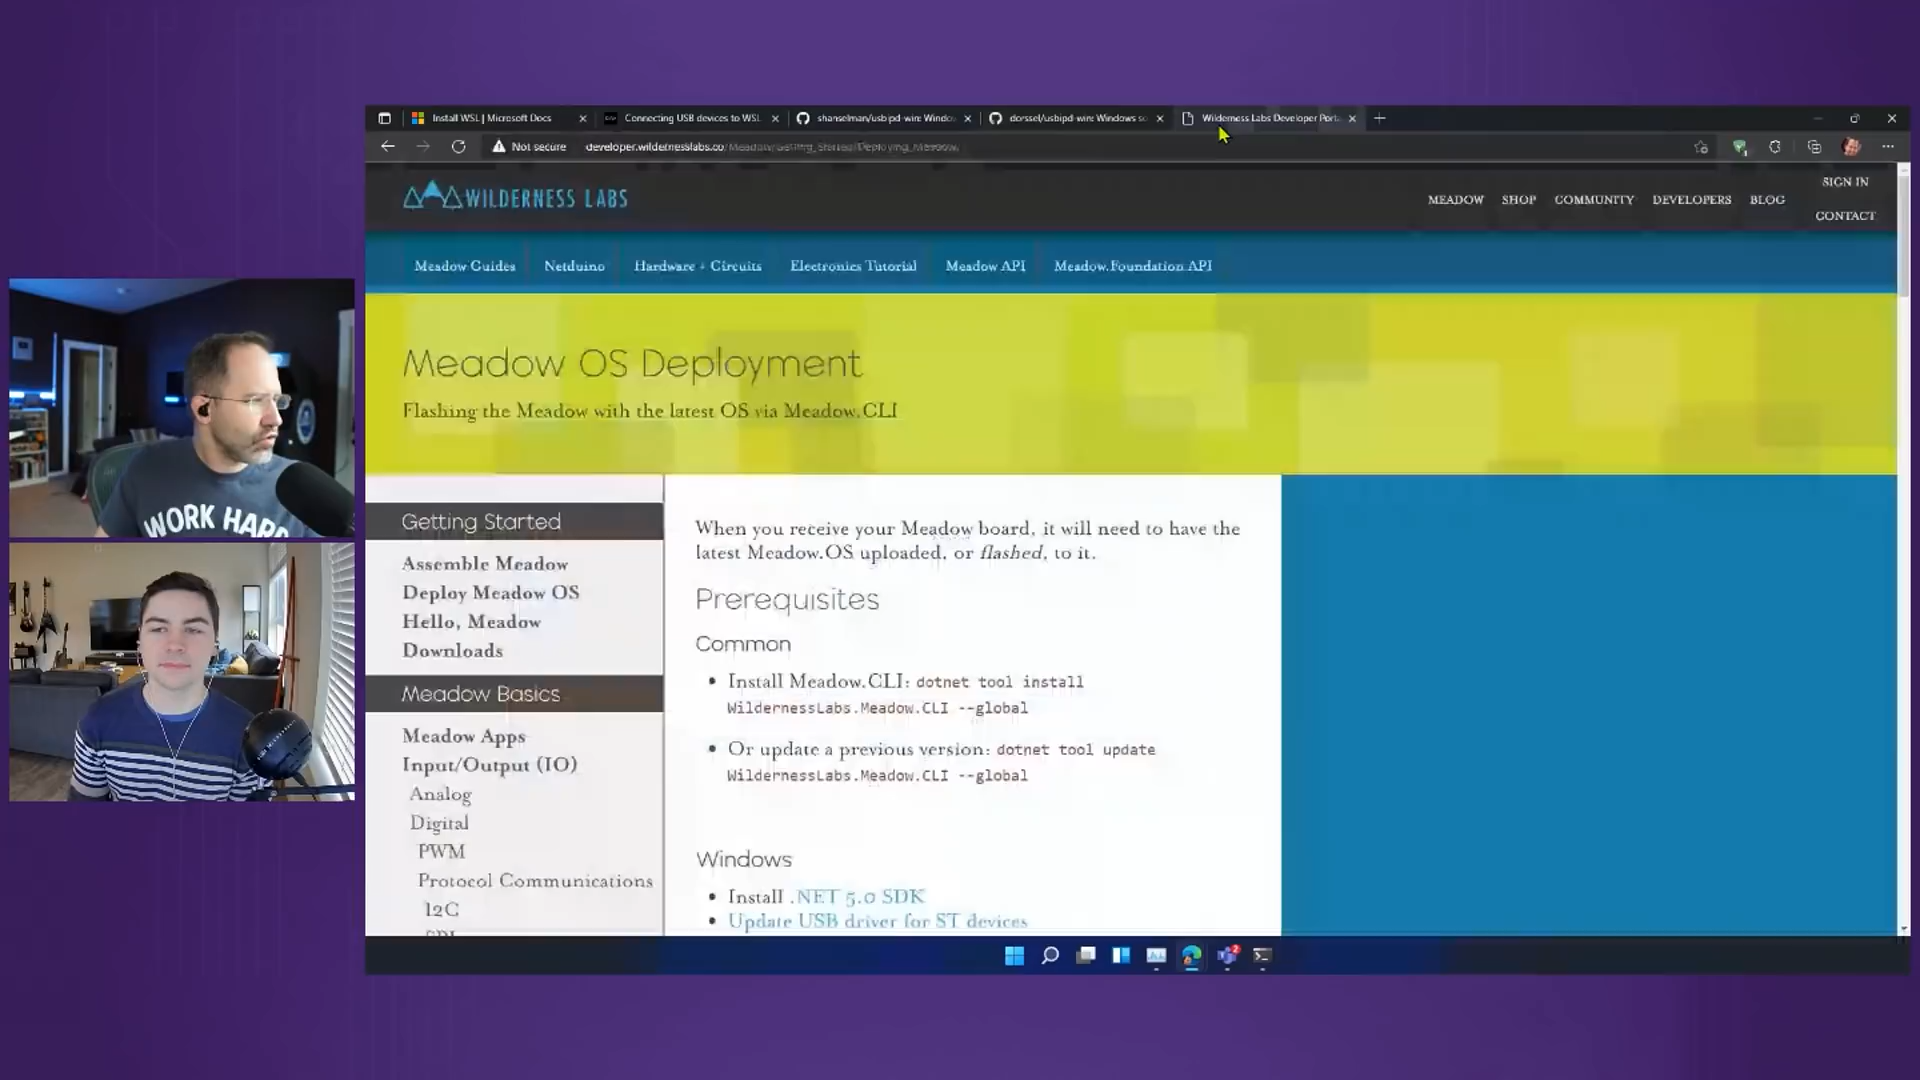 Install WSL | Microsoft Docs
Connecting USB devices to WSL
shanselman/usbipd-win: Window
dorssel/usbipd-win: Windows so
Wilderness Labs Developer Port
Not secure
developer.wildernesslabs.co/Meadow/Getting_Started/Deploying_Meadow/
WILDERNESS LABS
MEADOW SHOP COMMUNITY DEVELOPERS BLOG
SIGN IN
CONTACT
Meadow Guides Netduino Hardware + Circuits Electronics Tutorial Meadow API Meadow.Foundation API
Meadow OS Deployment
Flashing the Meadow with the latest OS via Meadow.CLI
Getting Started
Assemble Meadow
Deploy Meadow OS
Hello, Meadow
Downloads
Meadow Basics
Meadow Apps
Input/Output (IO)
Analog
Digital
PWM
Protocol Communications
I2C
When you receive your Meadow board, it will need to have the
latest Meadow.OS uploaded, or flashed, to it.
Prerequisites
Common
• Install Meadow.CLI: dotnet tool install
WildernessLabs.Meadow.CLI --global
• Or update a previous version: dotnet tool update
WildernessLabs.Meadow.CLI --global
Windows
• Install .NET 5.0 SDK
• Update USB driver for ST devices
WORK HARD